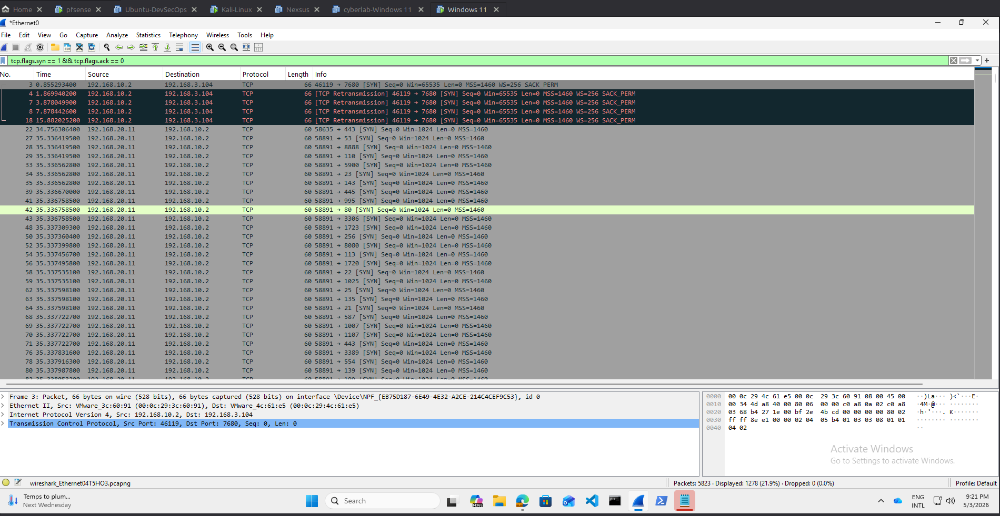 Home pfsense Ubuntu-DevSecOps Kali-Linux Nexsus cyberlab-Windows 11 Windows 11
*Ethernet0
File Edit View Go Capture Analyze Statistics Telephony Wireless Tools Help
tcp.flags.syn == 1 && tcp.flags.ack == 0
No. Time Source Destination Protocol Length Info
3 0.855293400 192.168.10.2 192.168.3.104 TCP 66 46119 → 7680 [SYN] Seq=0 Win=65535 Len=0 MSS=1460 WS=256 SACK_PERM
4 1.869940200 192.168.10.2 192.168.3.104 TCP 66 [TCP Retransmission] 46119 → 7680 [SYN] Seq=0 Win=65535 Len=0 MSS=1460 WS=256 SACK_PERM
7 3.878049900 192.168.10.2 192.168.3.104 TCP 66 [TCP Retransmission] 46119 → 7680 [SYN] Seq=0 Win=65535 Len=0 MSS=1460 WS=256 SACK_PERM
8 7.878442600 192.168.10.2 192.168.3.104 TCP 66 [TCP Retransmission] 46119 → 7680 [SYN] Seq=0 Win=65535 Len=0 MSS=1460 WS=256 SACK_PERM
18 15.882025200 192.168.10.2 192.168.3.104 TCP 66 [TCP Retransmission] 46119 → 7680 [SYN] Seq=0 Win=65535 Len=0 MSS=1460 WS=256 SACK_PERM
22 34.756306400 192.168.20.11 192.168.10.2 TCP 60 58635 → 443 [SYN] Seq=0 Win=1024 Len=0 MSS=1460
27 35.336419500 192.168.20.11 192.168.10.2 TCP 60 58891 → 53 [SYN] Seq=0 Win=1024 Len=0 MSS=1460
28 35.336419500 192.168.20.11 192.168.10.2 TCP 60 58891 → 8888 [SYN] Seq=0 Win=1024 Len=0 MSS=1460
29 35.336419500 192.168.20.11 192.168.10.2 TCP 60 58891 → 110 [SYN] Seq=0 Win=1024 Len=0 MSS=1460
33 35.336562800 192.168.20.11 192.168.10.2 TCP 60 58891 → 5900 [SYN] Seq=0 Win=1024 Len=0 MSS=1460
34 35.336562800 192.168.20.11 192.168.10.2 TCP 60 58891 → 23 [SYN] Seq=0 Win=1024 Len=0 MSS=1460
35 35.336562800 192.168.20.11 192.168.10.2 TCP 60 58891 → 143 [SYN] Seq=0 Win=1024 Len=0 MSS=1460
39 35.336670000 192.168.20.11 192.168.10.2 TCP 60 58891 → 445 [SYN] Seq=0 Win=1024 Len=0 MSS=1460
41 35.336758500 192.168.20.11 192.168.10.2 TCP 60 58891 → 995 [SYN] Seq=0 Win=1024 Len=0 MSS=1460
42 35.336758500 192.168.20.11 192.168.10.2 TCP 60 58891 → 80 [SYN] Seq=0 Win=1024 Len=0 MSS=1460
43 35.336758500 192.168.20.11 192.168.10.2 TCP 60 58891 → 3306 [SYN] Seq=0 Win=1024 Len=0 MSS=1460
48 35.337309300 192.168.20.11 192.168.10.2 TCP 60 58891 → 1723 [SYN] Seq=0 Win=1024 Len=0 MSS=1460
50 35.337360400 192.168.20.11 192.168.10.2 TCP 60 58891 → 256 [SYN] Seq=0 Win=1024 Len=0 MSS=1460
52 35.337399800 192.168.20.11 192.168.10.2 TCP 60 58891 → 8080 [SYN] Seq=0 Win=1024 Len=0 MSS=1460
54 35.337456700 192.168.20.11 192.168.10.2 TCP 60 58891 → 113 [SYN] Seq=0 Win=1024 Len=0 MSS=1460
56 35.337495800 192.168.20.11 192.168.10.2 TCP 60 58891 → 1720 [SYN] Seq=0 Win=1024 Len=0 MSS=1460
58 35.337535100 192.168.20.11 192.168.10.2 TCP 60 58891 → 22 [SYN] Seq=0 Win=1024 Len=0 MSS=1460
59 35.337535100 192.168.20.11 192.168.10.2 TCP 60 58891 → 1025 [SYN] Seq=0 Win=1024 Len=0 MSS=1460
62 35.337598100 192.168.20.11 192.168.10.2 TCP 60 58891 → 25 [SYN] Seq=0 Win=1024 Len=0 MSS=1460
63 35.337598100 192.168.20.11 192.168.10.2 TCP 60 58891 → 135 [SYN] Seq=0 Win=1024 Len=0 MSS=1460
64 35.337598100 192.168.20.11 192.168.10.2 TCP 60 58891 → 21 [SYN] Seq=0 Win=1024 Len=0 MSS=1460
68 35.337722700 192.168.20.11 192.168.10.2 TCP 60 58891 → 587 [SYN] Seq=0 Win=1024 Len=0 MSS=1460
69 35.337722700 192.168.20.11 192.168.10.2 TCP 60 58891 → 1007 [SYN] Seq=0 Win=1024 Len=0 MSS=1460
70 35.337722700 192.168.20.11 192.168.10.2 TCP 60 58891 → 1107 [SYN] Seq=0 Win=1024 Len=0 MSS=1460
71 35.337722700 192.168.20.11 192.168.10.2 TCP 60 58891 → 443 [SYN] Seq=0 Win=1024 Len=0 MSS=1460
76 35.337831600 192.168.20.11 192.168.10.2 TCP 60 58891 → 3389 [SYN] Seq=0 Win=1024 Len=0 MSS=1460
78 35.337916300 192.168.20.11 192.168.10.2 TCP 60 58891 → 554 [SYN] Seq=0 Win=1024 Len=0 MSS=1460
80 35.337987800 192.168.20.11 192.168.10.2 TCP 60 58891 → 139 [SYN] Seq=0 Win=1024 Len=0 MSS=1460
Frame 3: Packet, 66 bytes on wire (528 bits), 66 bytes captured (528 bits) on interface \Device\NPF_{EB75D187-6E49-4E32-A2CE-214C4CEF9C53}, id 0
Ethernet II, Src: VMware_3c:60:91 (00:0c:29:3c:60:91), Dst: VMware_4c:61:e5 (00:0c:29:4c:61:e5)
Internet Protocol Version 4, Src: 192.168.10.2, Dst: 192.168.3.104
Transmission Control Protocol, Src Port: 46119, Dst Port: 7680, Seq: 0, Len: 0
0000 00 0c 29 4c 61 e5 00 0c 29 3c 60 91 08 00 45 00 ··)La··· )<`···E·
0010 00 34 4d a8 40 00 80 06 00 00 c0 a8 0a 02 c0 a8 ·4M·@··· ········
0020 03 68 b4 27 1e 00 bf 2e 4b cd 00 00 00 00 80 02 ·h·'···. K·······
0030 ff ff 8e e1 00 00 02 04 05 b4 01 03 03 08 01 01 ········ ········
0040 04 02 ··
Activate Windows
Go to Settings to activate Windows.
wireshark_Ethernet04T5HO3.pcapng Packets: 5823 · Displayed: 1278 (21.9%) · Dropped: 0 (0.0%) Profile: Default
Temps to plum...
Next Wednesday
Search
M365
ENG
INTL
9:21 PM
5/3/2026